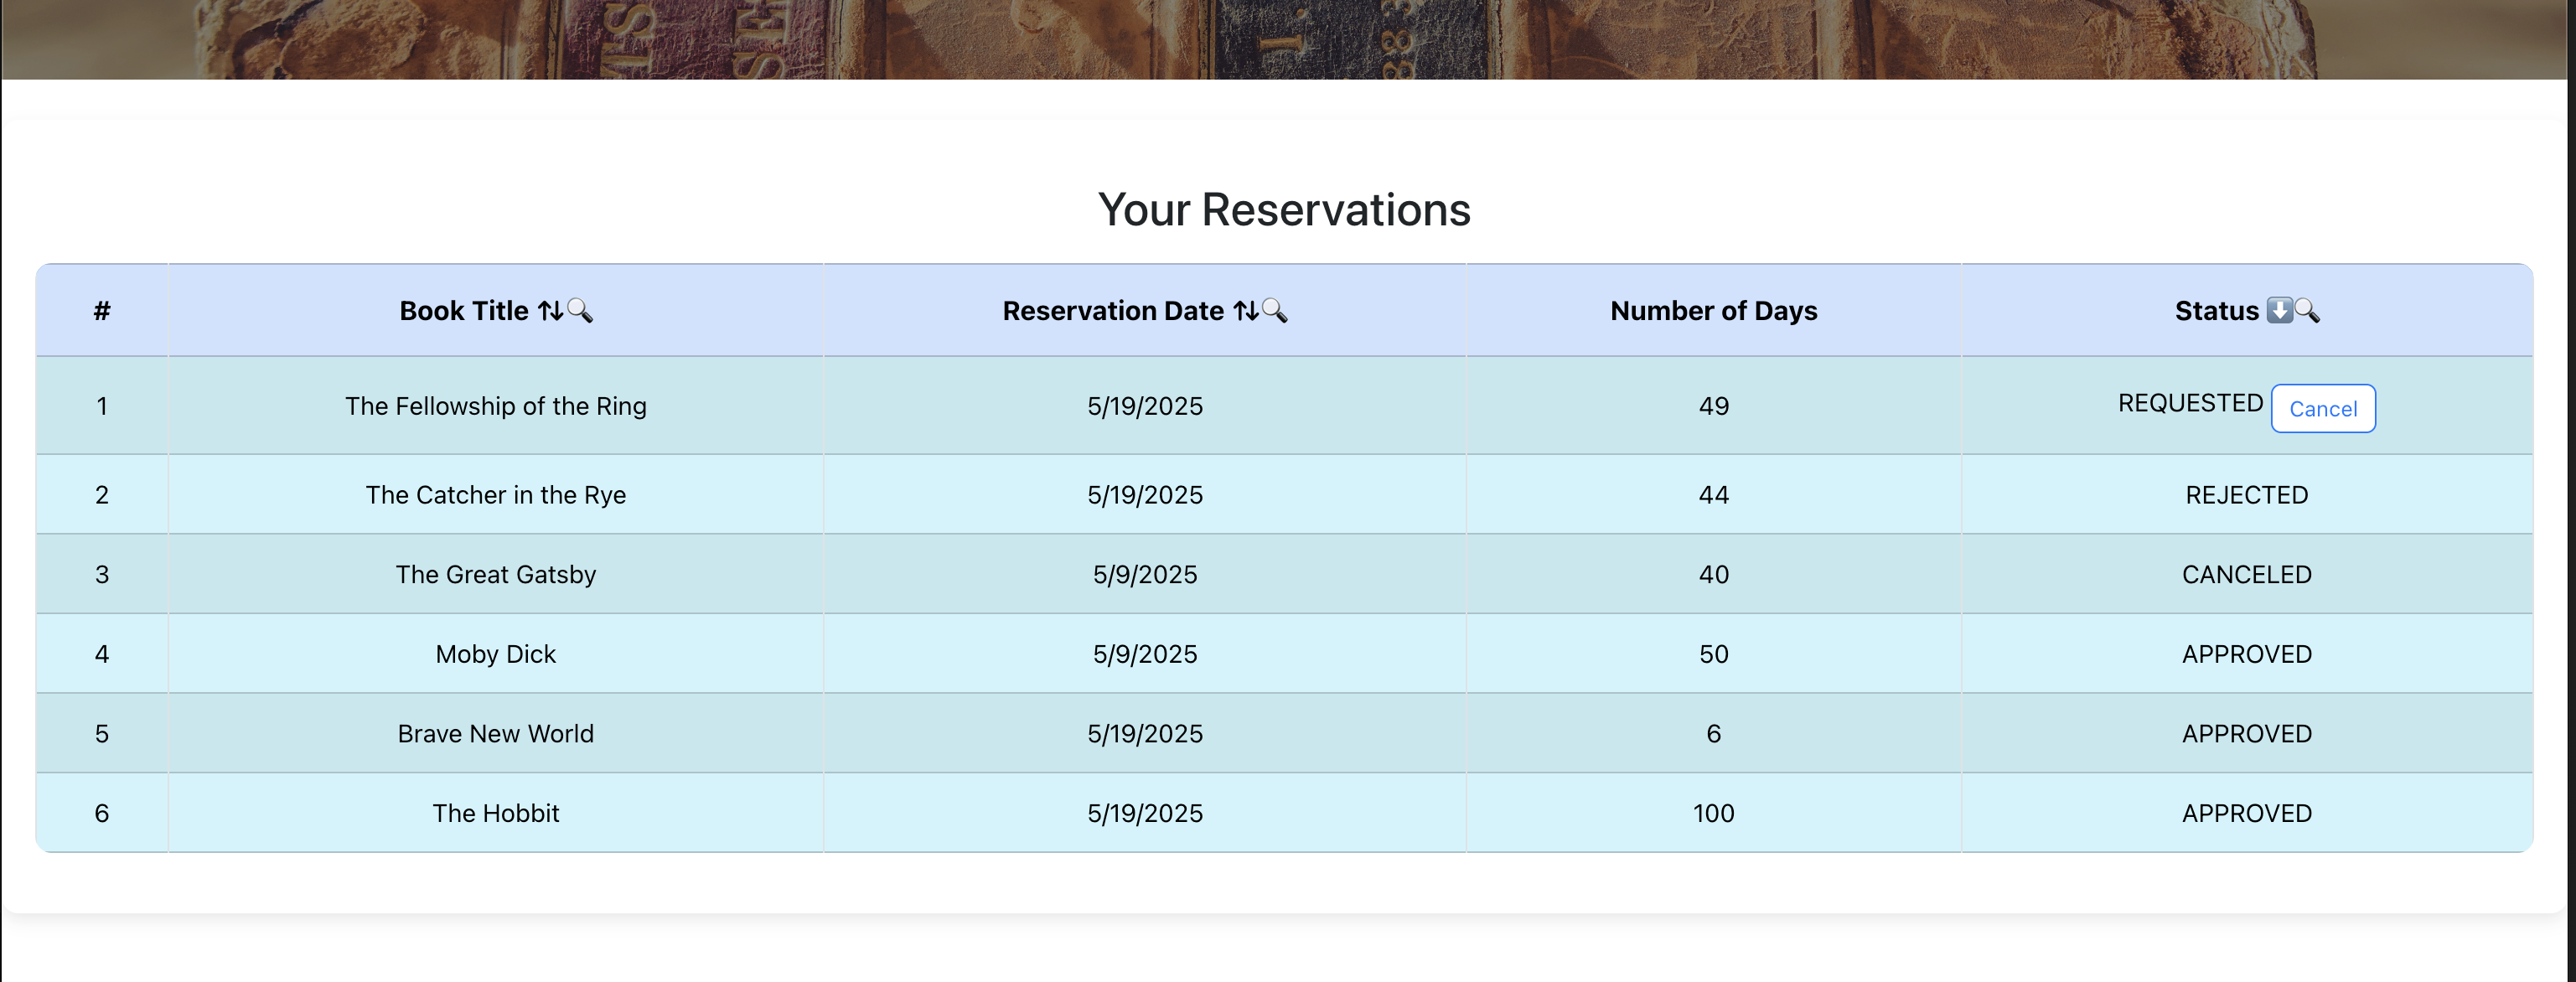 Your Reservations
# Book Title ↑↓🔍 Reservation Date ↑↓🔍 Number of Days Status ⬇️🔍
1 The Fellowship of the Ring 5/19/2025 49 REQUESTED Cancel
2 The Catcher in the Rye 5/19/2025 44 REJECTED
3 The Great Gatsby 5/9/2025 40 CANCELED
4 Moby Dick 5/9/2025 50 APPROVED
5 Brave New World 5/19/2025 6 APPROVED
6 The Hobbit 5/19/2025 100 APPROVED